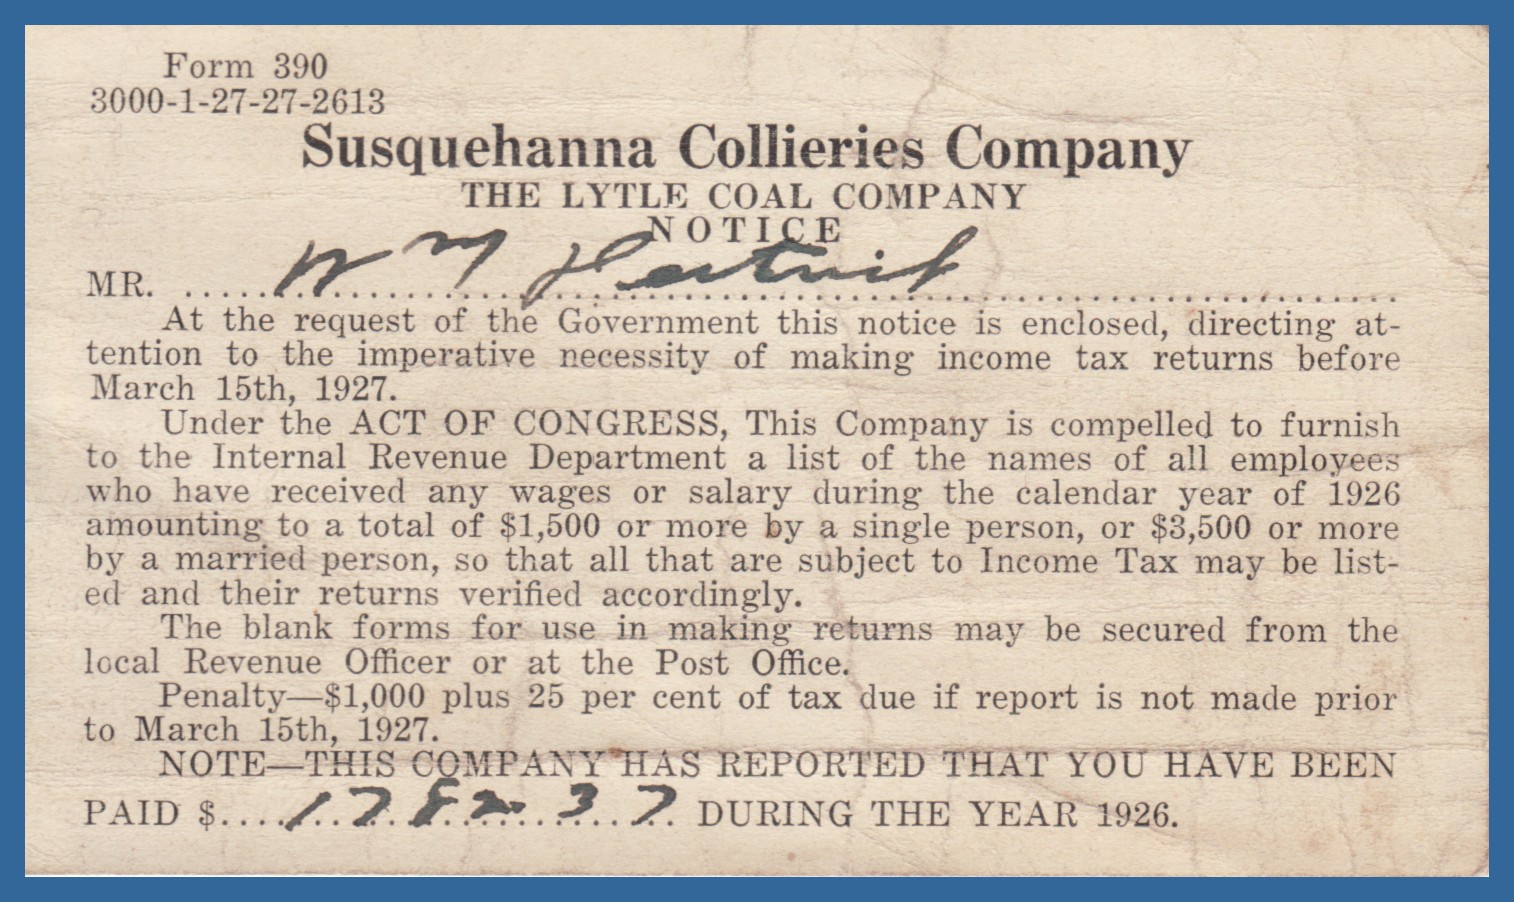 Form 390
3000-1-27-27-2613
Susquehanna Collieries Company
THE LYTLE COAL COMPANY
NOTICE
MR. Wm
At the request of the Government this notice is enclosed, directing at-
tention to the imperative necessity of making income tax returns before
March 15th, 1927.
Under the ACT OF CONGRESS, This Company is compelled to furnish
to the Internal Revenue Department a list of the names of all employees
who have received any wages or salary during the calendar year of 1926
amounting to a total of $1,500 or more by a single person, or $3,500 or more
by a married person, so that all that are subject to Income Tax may be list-
ed and their returns verified accordingly.
The blank forms for use in making returns may be secured from the
local Revenue Officer or at the Post Office.
Penalty—$1,000 plus 25 per cent of tax due if report is not made prior
to March 15th, 1927.
NOTE—THIS COMPANY HAS REPORTED THAT YOU HAVE BEEN
PAID $....1782 37 DURING THE YEAR 1926.